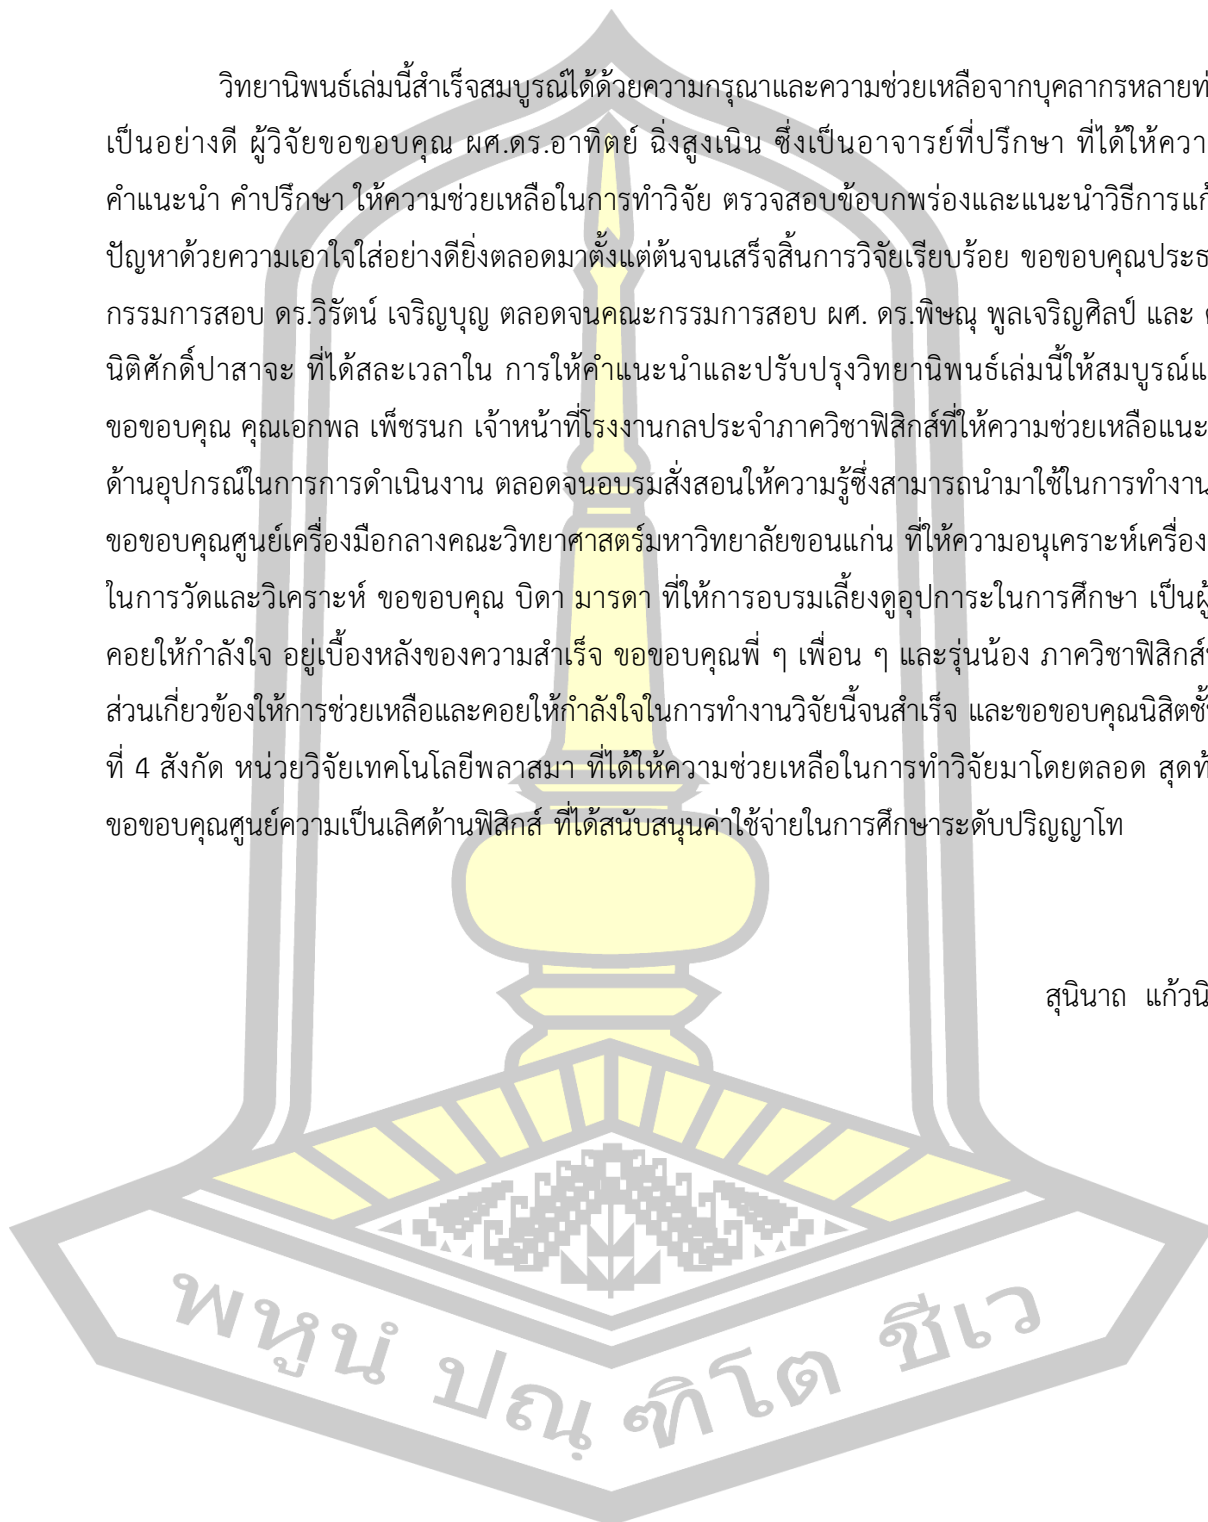 วิทยานิพนธ์เล่มนี้สำเร็จสมบูรณ์ได้ด้วยความกรุณาและความช่วยเหลือจากบุคลากรหลายท่
เป็นอย่างดี ผู้วิจัยขอขอบคุณ ผศ.ดร.อาทิตย์ ฉิ่งสูงเนิน ซึ่งเป็นอาจารย์ที่ปรึกษา ที่ได้ให้ควา
คำแนะนำ คำปรึกษา ให้ความช่วยเหลือในการทำวิจัย ตรวจสอบข้อบกพร่องและแนะนำวิธีการแก้
ปัญหาด้วยความเอาใจใส่อย่างดียิ่งตลอดมาตั้งแต่ต้นจนเสร็จสิ้นการวิจัยเรียบร้อย ขอขอบคุณประธ
กรรมการสอบ ดร.วิรัตน์ เจริญบุญ ตลอดจนคณะกรรมการสอบ ผศ. ดร.พิษณุ พูลเจริญศิลป์ และ
นิติศักดิ์ปาสาจะ ที่ได้สละเวลาใน การให้คำแนะนำและปรับปรุงวิทยานิพนธ์เล่มนี้ให้สมบูรณ์แ
ขอขอบคุณ คุณเอกพล เพ็ชรนก เจ้าหน้าที่โรงงานกลประจำภาควิชาฟิสิกส์ที่ให้ความช่วยเหลือแนะ
ด้านอุปกรณ์ในการการดำเนินงาน ตลอดจนอบรมสั่งสอนให้ความรู้ซึ่งสามารถนำมาใช้ในการทำงาน
ขอขอบคุณศูนย์เครื่องมือกลางคณะวิทยาศาสตร์มหาวิทยาลัยขอนแก่น ที่ให้ความอนุเคราะห์เครื่อง
ในการวัดและวิเคราะห์ ขอขอบคุณ บิดา มารดา ที่ให้การอบรมเลี้ยงดูอุปการะในการศึกษา เป็นผู้
คอยให้กำลังใจ อยู่เบื้องหลังของความสำเร็จ ขอขอบคุณพี่ ๆ เพื่อน ๆ และรุ่นน้อง ภาควิชาฟิสิกส์
ส่วนเกี่ยวข้องให้การช่วยเหลือและคอยให้กำลังใจในการทำงานวิจัยนี้จนสำเร็จ และขอขอบคุณนิสิตชั้
ที่ 4 สังกัด หน่วยวิจัยเทคโนโลยีพลาสมา ที่ได้ให้ความช่วยเหลือในการทำวิจัยมาโดยตลอด สุดท้
ขอขอบคุณศูนย์ความเป็นเลิศด้านฟิสิกส์ ที่ได้สนับสนุนค่าใช้จ่ายในการศึกษาระดับปริญญาโท
สุนินาถ แก้วนิ
พหูนํ ปณฺฑิโต ชีเว